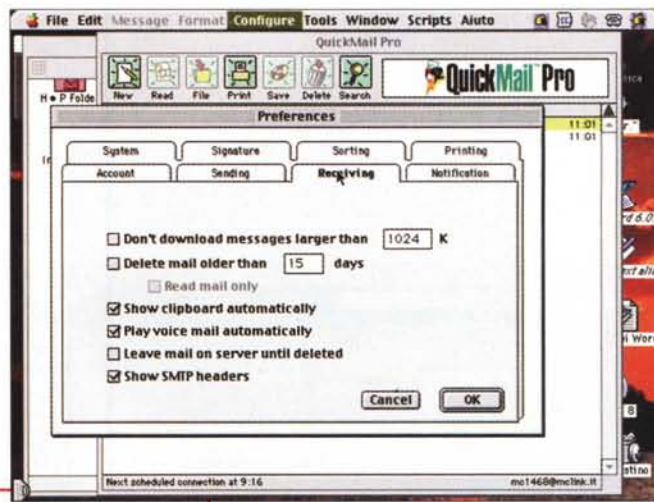 File Edit Message Format Configure Tools Window Scripts Aiuto
QuickMail Pro
New Read File Print Save Delete Search
QuickMail Pro
H • P Folde
Preferences
11:01
11:01
System Signature Sorting Printing
Account Sending Receiving Notification
Don't download messages larger than 1024 K
Delete mail older than 15 days
Read mail only
Show clipboard automatically
Play voice mail automatically
Leave mail on server until deleted
Show SMTP headers
Cancel OK
8
Next scheduled connection at 9:16
mc1468@mclink.it